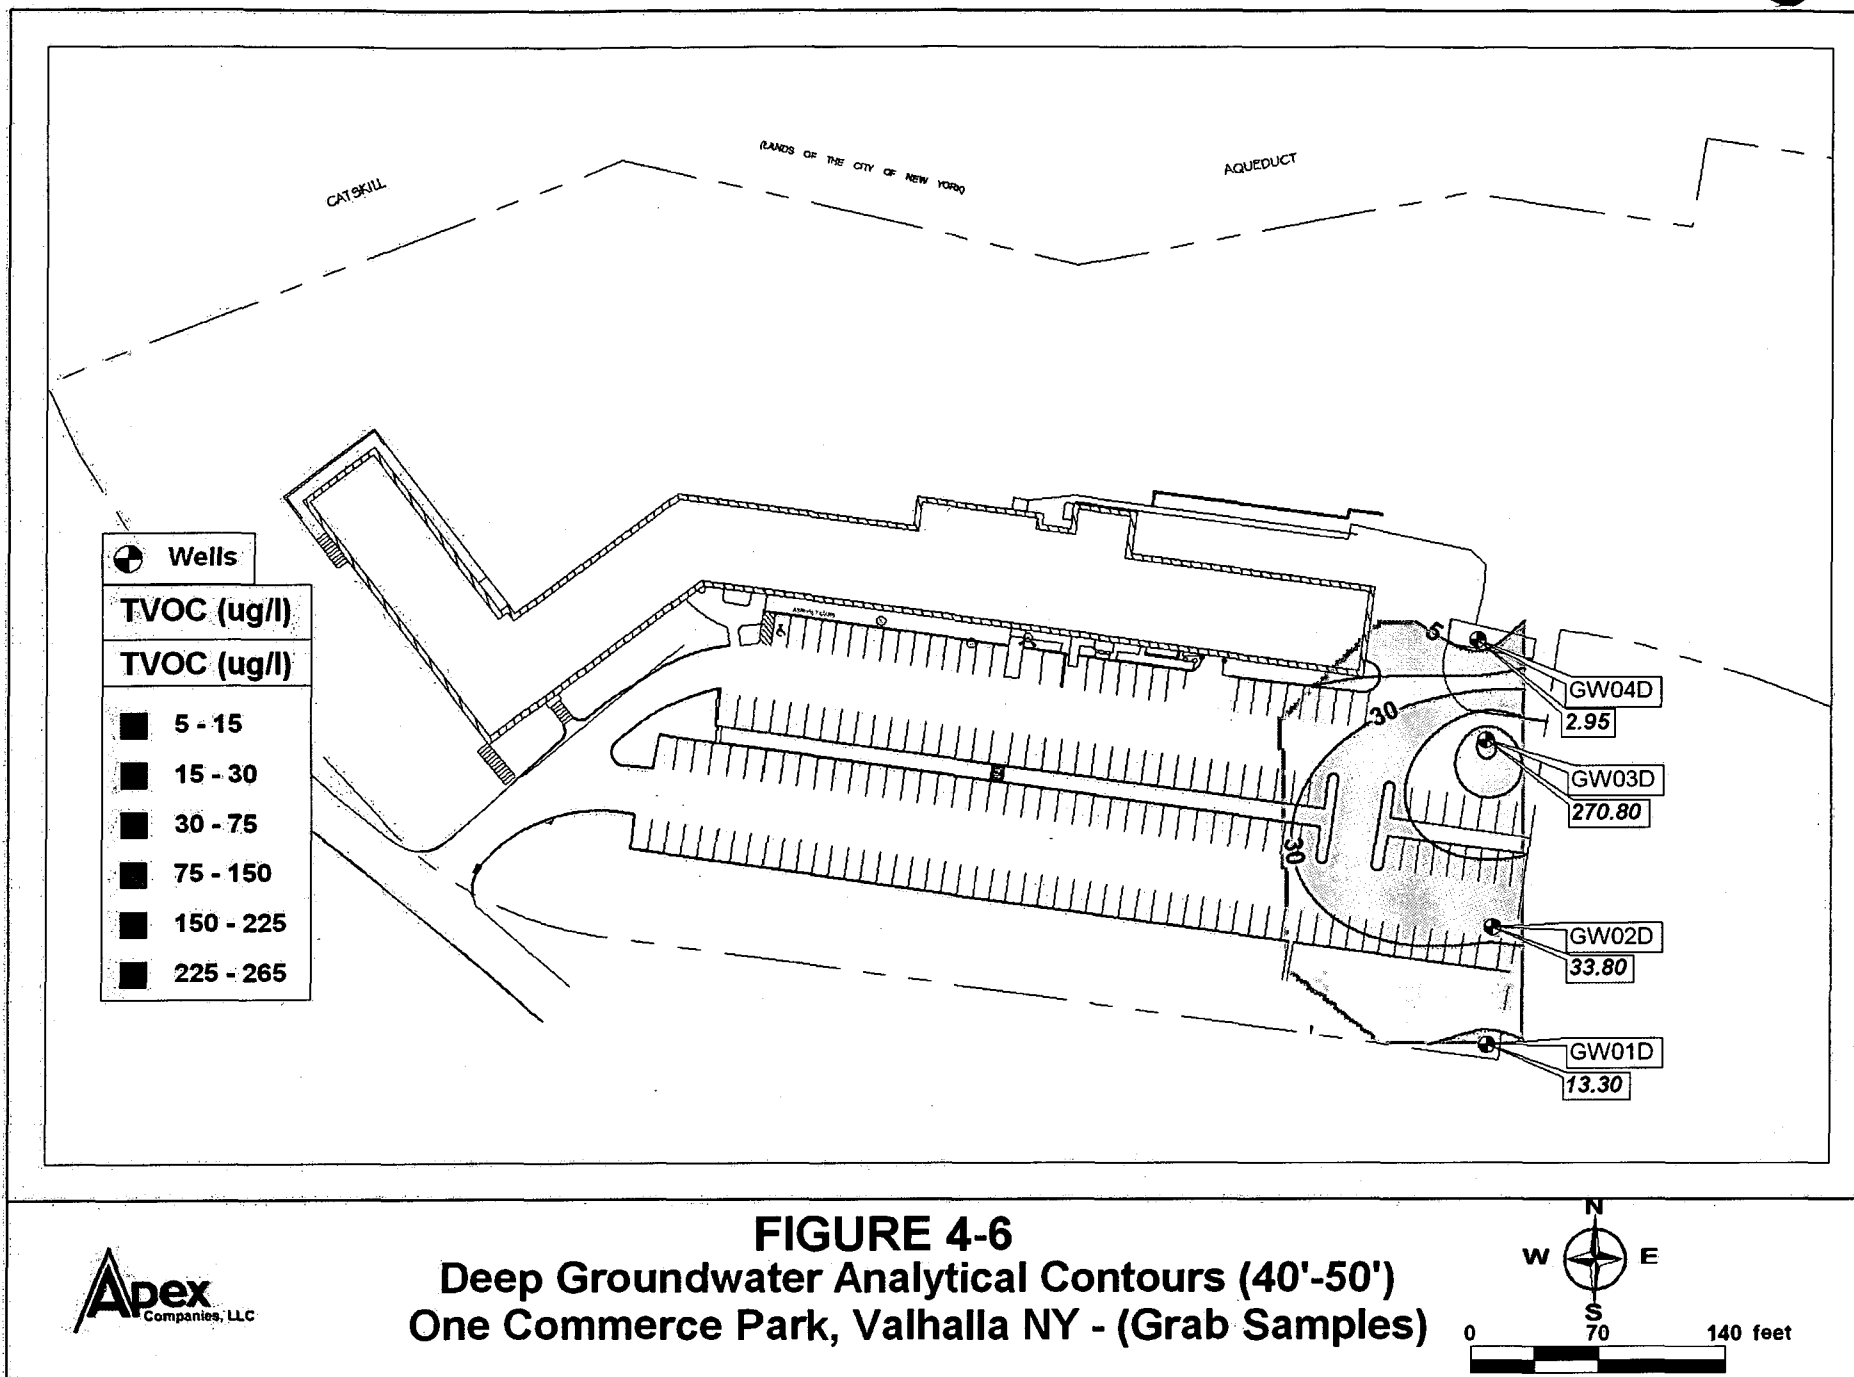 CATSKILL
(LANDS OF THE CITY OF NEW YORK)
AQUEDUCT
Wells
TVOC (ug/l)
TVOC (ug/l)
5 - 15
15 - 30
30 - 75
75 - 150
150 - 225
225 - 265
5
30
30
GW04D
2.95
GW03D
270.80
GW02D
33.80
GW01D
13.30
Apex
Companies, LLC
FIGURE 4-6
Deep Groundwater Analytical Contours (40'-50')
One Commerce Park, Valhalla NY - (Grab Samples)
N
W E
S
0 70 140 feet